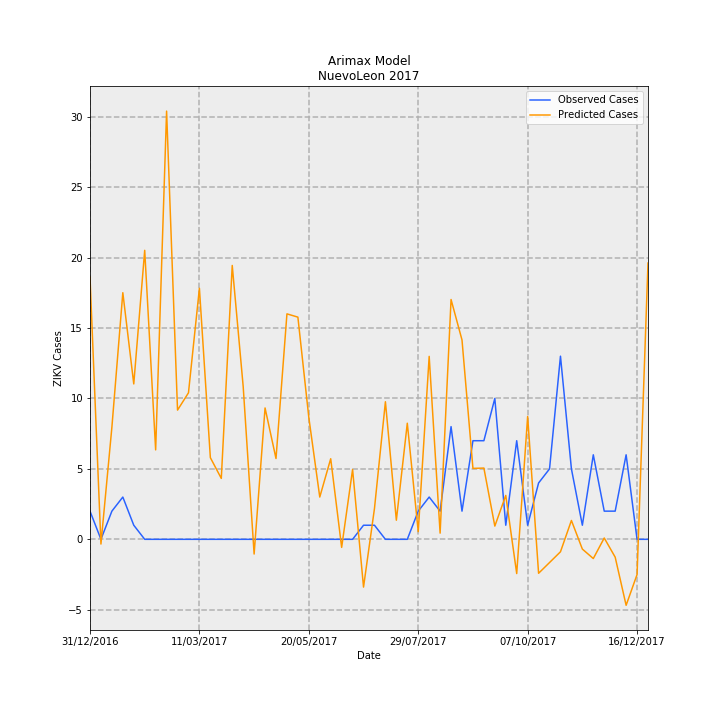 Arimax Model
NuevoLeon 2017
Observed Cases
Predicted Cases
30
25
20
15
10
5
0
−5
ZIKV Cases
31/12/2016
11/03/2017
20/05/2017
29/07/2017
07/10/2017
16/12/2017
Date